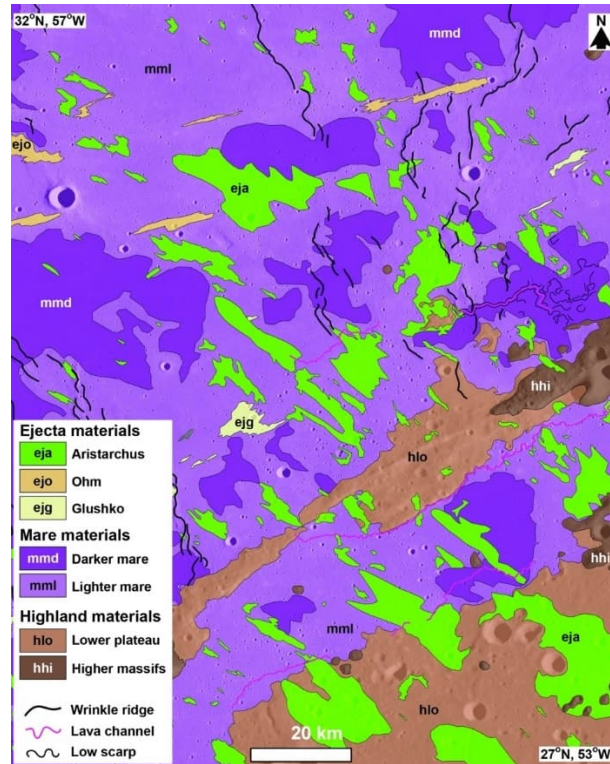 32°N, 57°W
N
mmd
mml
ejo
eja
mmd
hhi
ejg
hlo
hhi
mml
eja
hlo
Ejecta materials
eja Aristarchus
ejo Ohm
ejg Glushko
Mare materials
mmd Darker mare
mml Lighter mare
Highland materials
hlo Lower plateau
hhi Higher massifs
Wrinkle ridge
Lava channel
Low scarp
20 km
27°N, 53°W